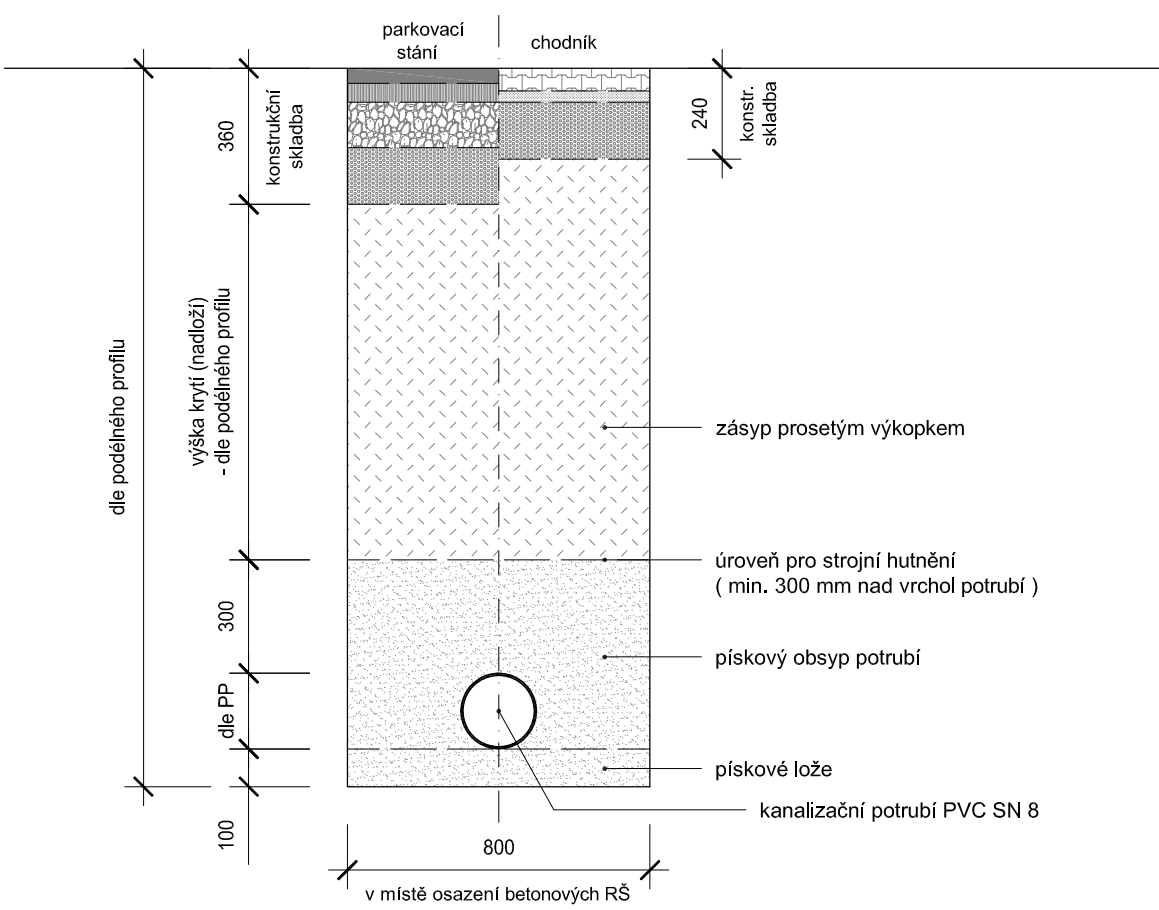 parkovací
stání
chodník
360
konstrukční
skladba
240
konstr.
skladba
dle podélného profilu
výška krytí (nadloží)
- dle podélného profilu
zásyp prosetým výkopkem
úroveň pro strojní hutnění
( min. 300 mm nad vrchol potrubí )
300
pískový obsyp potrubí
dle PP
pískové lože
kanalizační potrubí PVC SN 8
100
800
v místě osazení betonových RŠ